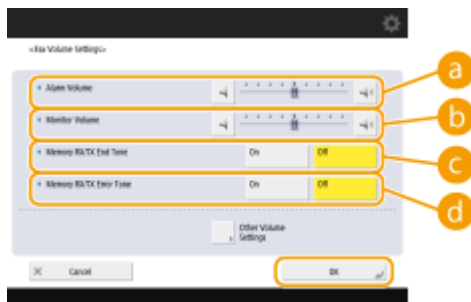 <Fax Volume Settings>
a
Alarm Volume
b
Monitor Volume
c
Memory RX/TX End Tone On Off
d
Memory RX/TX Error Tone On Off
Other Volume
Settings
Cancel OK